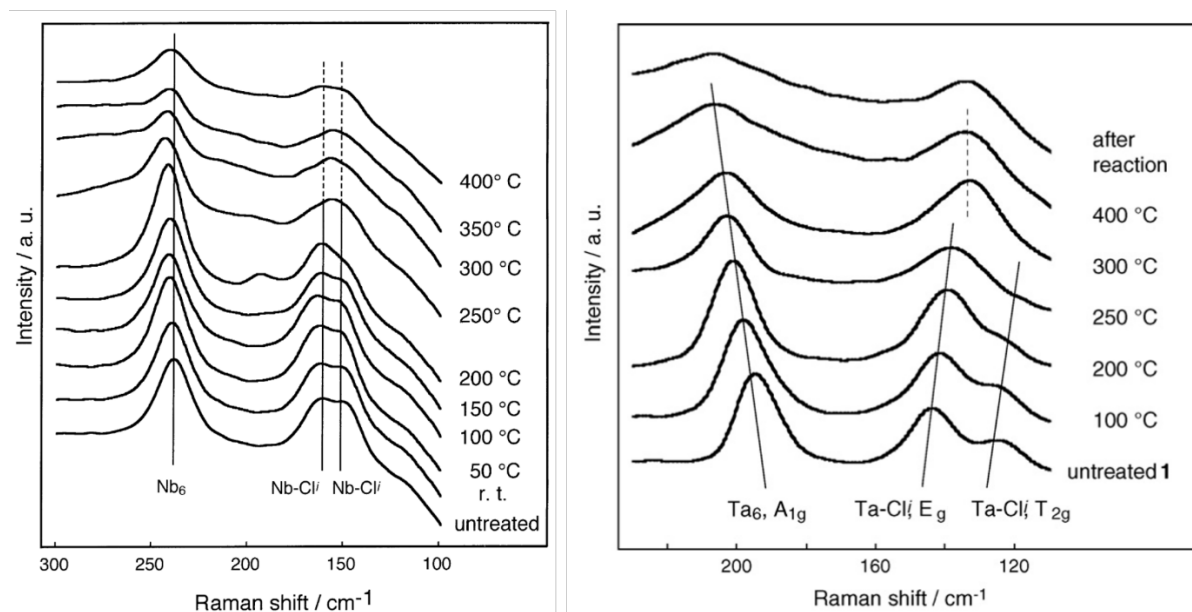 Intensity / a. u.
400° C
350° C
300 °C
250° C
200 °C
150 °C
100 °C
50 °C
r. t.
untreated
Nb6
Nb-Cli
Nb-Cli
300
250
200
150
100
Raman shift / cm-1
Intensity / a. u.
after
reaction
400 °C
300 °C
250 °C
200 °C
100 °C
untreated 1
Ta6, A1g
Ta-Cli, Eg
Ta-Cli, T2g
200
160
120
Raman shift / cm-1